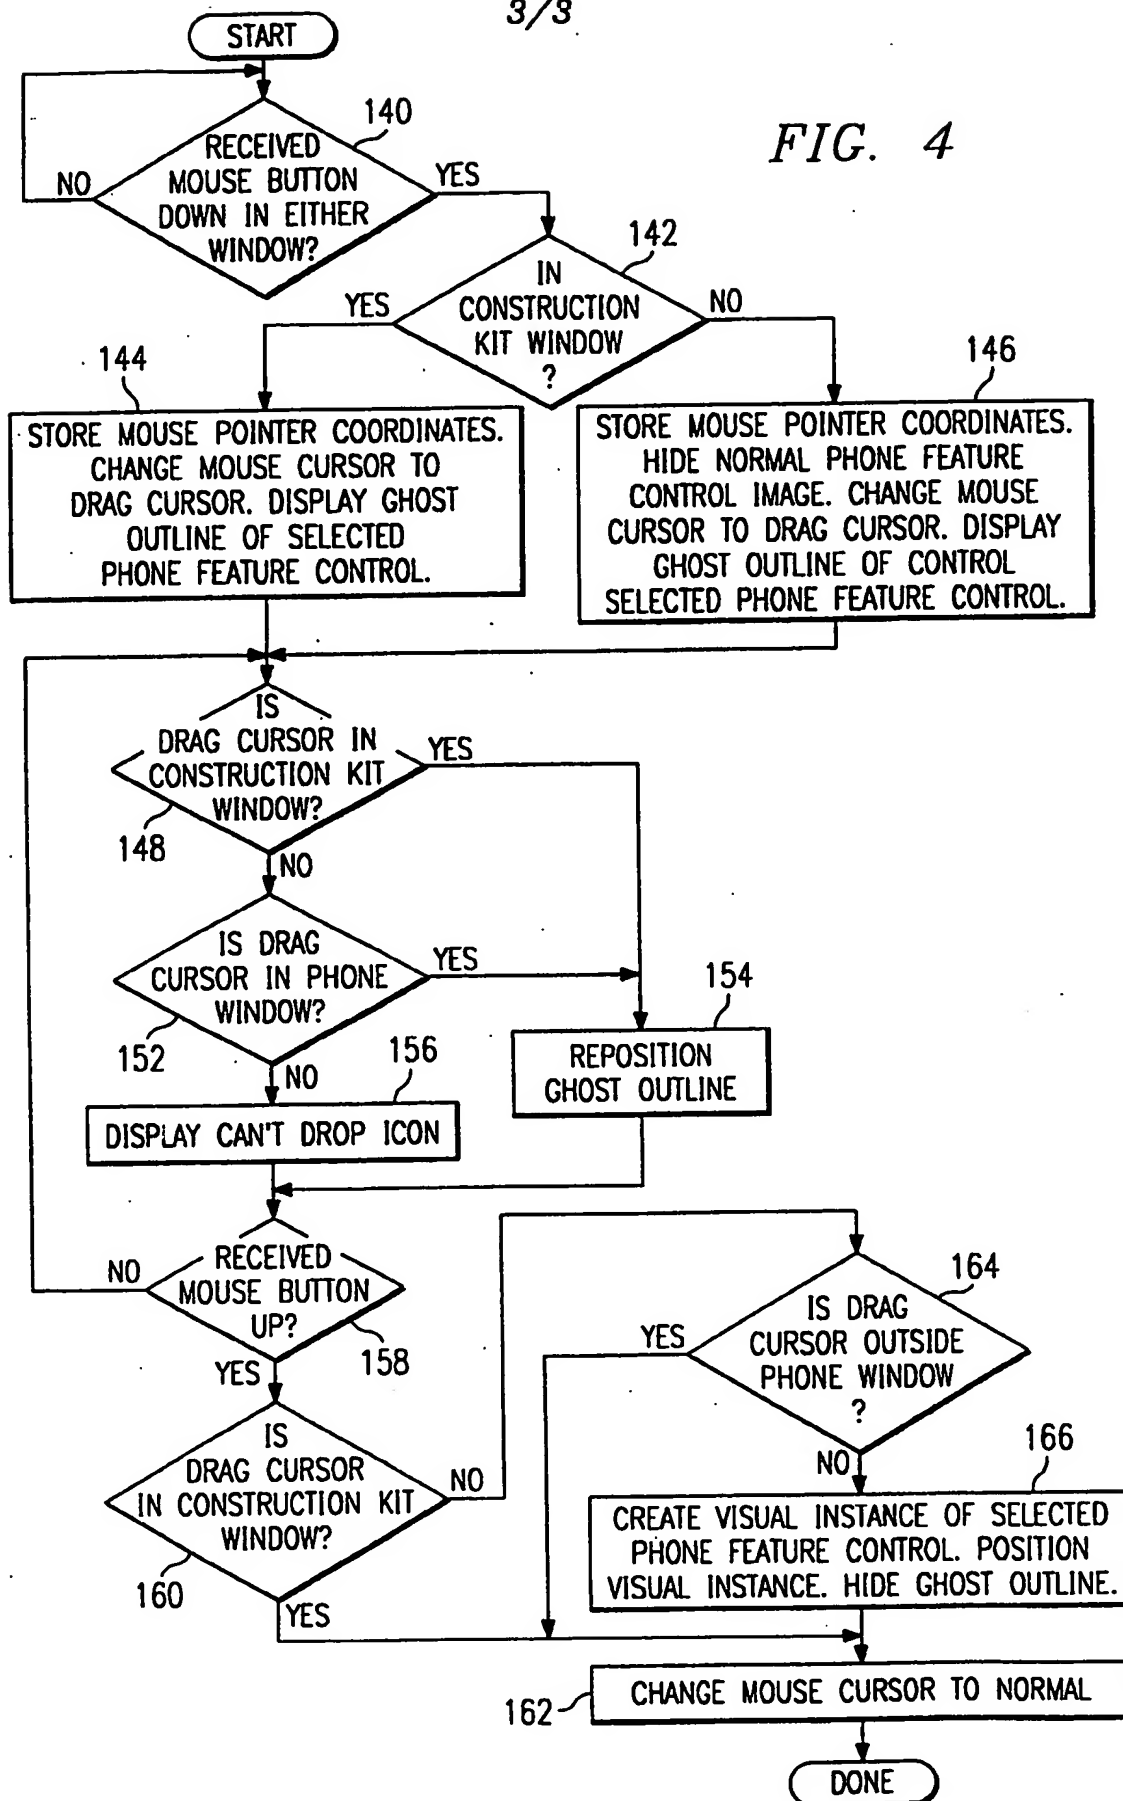 3/3
START
FIG. 4
140
RECEIVED
MOUSE BUTTON
DOWN IN EITHER
WINDOW?
NO
YES
142
IN
CONSTRUCTION
KIT WINDOW
?
YES
NO
144
STORE MOUSE POINTER COORDINATES.
CHANGE MOUSE CURSOR TO
DRAG CURSOR. DISPLAY GHOST
OUTLINE OF SELECTED
PHONE FEATURE CONTROL.
146
STORE MOUSE POINTER COORDINATES.
HIDE NORMAL PHONE FEATURE
CONTROL IMAGE. CHANGE MOUSE
CURSOR TO DRAG CURSOR. DISPLAY
GHOST OUTLINE OF CONTROL
SELECTED PHONE FEATURE CONTROL.
IS
DRAG CURSOR IN
CONSTRUCTION KIT
WINDOW?
YES
148
NO
IS DRAG
CURSOR IN PHONE
WINDOW?
YES
152
NO
154
REPOSITION
GHOST OUTLINE
156
DISPLAY CAN'T DROP ICON
RECEIVED
MOUSE BUTTON
UP?
NO
158
YES
IS
DRAG CURSOR
IN CONSTRUCTION KIT
WINDOW?
NO
160
YES
164
IS DRAG
CURSOR OUTSIDE
PHONE WINDOW
?
YES
NO
166
CREATE VISUAL INSTANCE OF SELECTED
PHONE FEATURE CONTROL. POSITION
VISUAL INSTANCE. HIDE GHOST OUTLINE.
162
CHANGE MOUSE CURSOR TO NORMAL
DONE